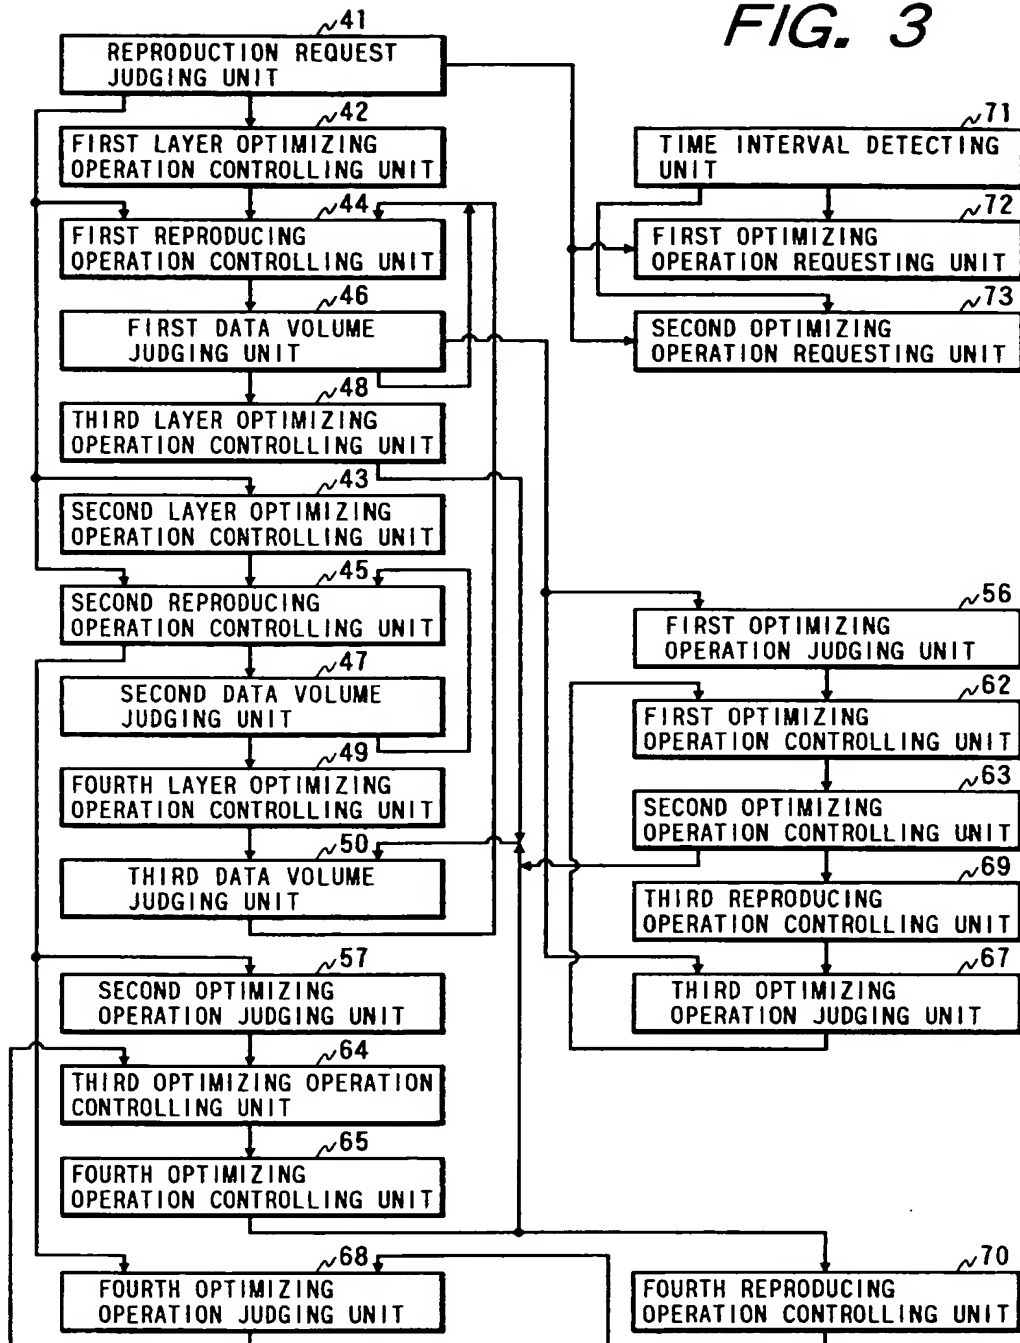 FIG. 3
41
REPRODUCTION REQUEST
JUDGING UNIT
42
FIRST LAYER OPTIMIZING
OPERATION CONTROLLING UNIT
44
FIRST REPRODUCING
OPERATION CONTROLLING UNIT
46
FIRST DATA VOLUME
JUDGING UNIT
48
THIRD LAYER OPTIMIZING
OPERATION CONTROLLING UNIT
43
SECOND LAYER OPTIMIZING
OPERATION CONTROLLING UNIT
45
SECOND REPRODUCING
OPERATION CONTROLLING UNIT
47
SECOND DATA VOLUME
JUDGING UNIT
49
FOURTH LAYER OPTIMIZING
OPERATION CONTROLLING UNIT
50
THIRD DATA VOLUME
JUDGING UNIT
57
SECOND OPTIMIZING
OPERATION JUDGING UNIT
64
THIRD OPTIMIZING OPERATION
CONTROLLING UNIT
65
FOURTH OPTIMIZING
OPERATION CONTROLLING UNIT
68
FOURTH OPTIMIZING
OPERATION JUDGING UNIT
71
TIME INTERVAL DETECTING
UNIT
72
FIRST OPTIMIZING
OPERATION REQUESTING UNIT
73
SECOND OPTIMIZING
OPERATION REQUESTING UNIT
56
FIRST OPTIMIZING
OPERATION JUDGING UNIT
62
FIRST OPTIMIZING
OPERATION CONTROLLING UNIT
63
SECOND OPTIMIZING
OPERATION CONTROLLING UNIT
69
THIRD REPRODUCING
OPERATION CONTROLLING UNIT
67
THIRD OPTIMIZING
OPERATION JUDGING UNIT
70
FOURTH REPRODUCING
OPERATION CONTROLLING UNIT